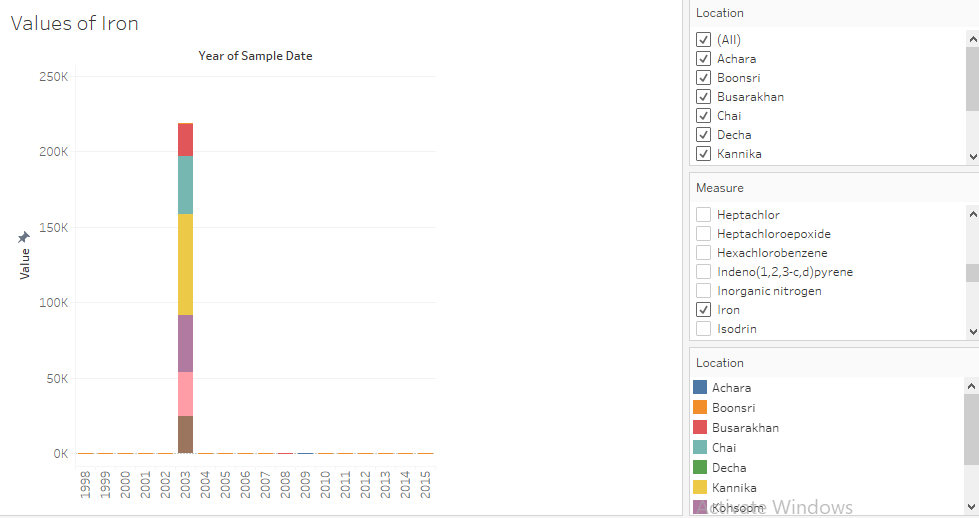 Values of Iron
Year of Sample Date
250K
200K
150K
100K
50K
0K
Value
1998
1999
2000
2001
2002
2003
2004
2005
2006
2007
2008
2009
2010
2011
2012
2013
2014
2015
Location
(All)
Achara
Boonsri
Busarakhan
Chai
Decha
Kannika
Measure
Heptachlor
Heptachloroepoxide
Hexachlorobenzene
Indeno(1,2,3-c,d)pyrene
Inorganic nitrogen
Iron
Isodrin
Location
Achara
Boonsri
Busarakhan
Chai
Decha
Kannika
Kohsoom
Activate Windows